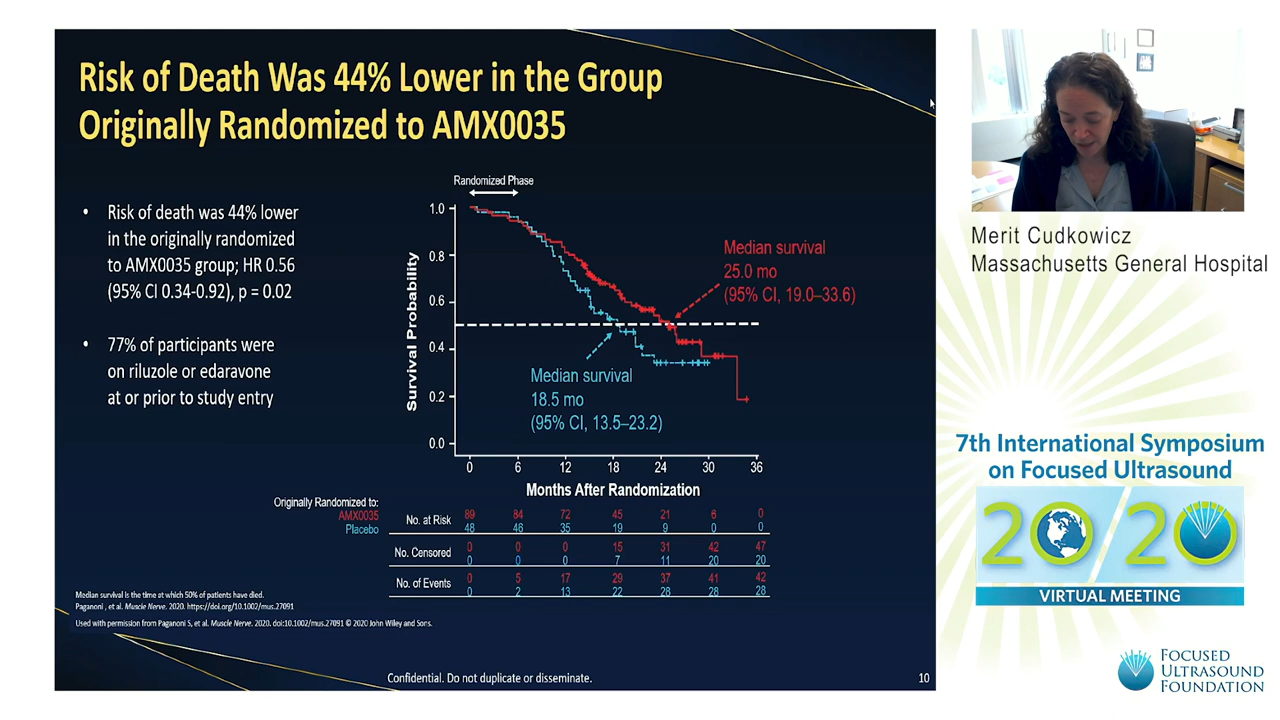 Risk of Death Was 44% Lower in the Group
Originally Randomized to AMX0035
• Risk of death was 44% lower
in the originally randomized
to AMX0035 group; HR 0.56
(95% CI 0.34-0.92), p = 0.02
• 77% of participants were
on riluzole or edaravone
at or prior to study entry
Randomized Phase
Survival Probability
1.0
0.8
0.6
0.4
0.2
0.0
Median survival
25.0 mo
(95% CI, 19.0–33.6)
Median survival
18.5 mo
(95% CI, 13.5–23.2)
0 6 12 18 24 30 36
Months After Randomization
Originally Randomized to:
AMX0035
Placebo
No. at Risk
89 84 72 45 21 6 0
48 46 35 19 9 0 0
No. Censored
0 0 0 15 31 42 47
0 0 0 7 11 20 20
No. of Events
0 5 17 29 37 41 42
0 2 13 22 28 28 28
Median survival is the time at which 50% of patients have died.
Paganoni , et al. Muscle Nerve. 2020. https://doi.org/10.1002/mus.27091
Used with permission from Paganoni S, et al. Muscle Nerve. 2020. doi:10.1002/mus.27091 © 2020 John Wiley and Sons.
Confidential. Do not duplicate or disseminate.
10
Merit Cudkowicz
Massachusetts General Hospital
7th International Symposium
on Focused Ultrasound
20/20
VIRTUAL MEETING
FOCUSED
ULTRASOUND
FOUNDATION